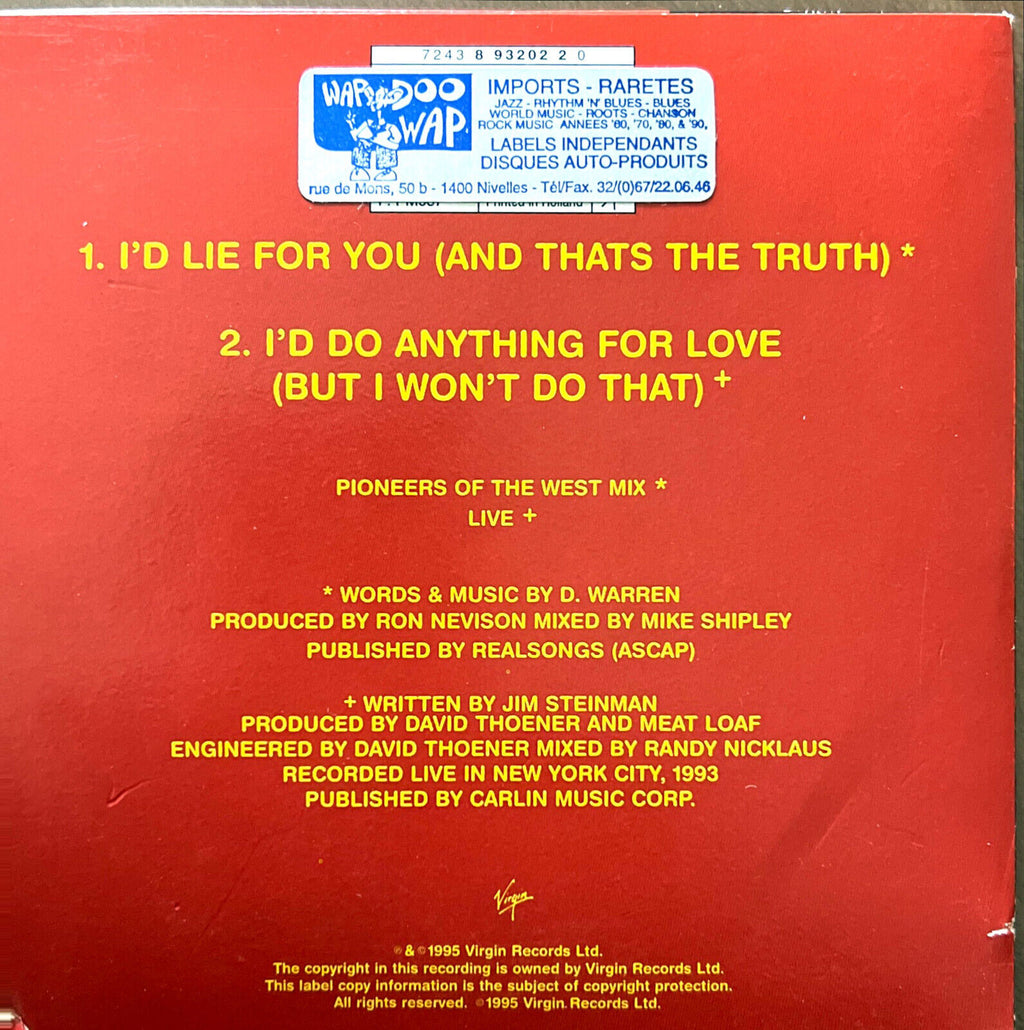 7243 8 93202 2 0
WAP DOO WAP
IMPORTS - RARETES
JAZZ - RHYTHM 'N' BLUES - BLUES
WORLD MUSIC - ROOTS - CHANSON
ROCK MUSIC ANNEES '60, '70, '80, & '90,
LABELS INDEPENDANTS
DISQUES AUTO-PRODUITS
rue de Mons, 50 b - 1400 Nivelles - Tél/Fax. 32/(0)67/22.06.46
Printed in Holland
1. I'D LIE FOR YOU (AND THATS THE TRUTH) *
2. I'D DO ANYTHING FOR LOVE
(BUT I WON'T DO THAT) +
PIONEERS OF THE WEST MIX *
LIVE +
* WORDS & MUSIC BY D. WARREN
PRODUCED BY RON NEVISON MIXED BY MIKE SHIPLEY
PUBLISHED BY REALSONGS (ASCAP)
+ WRITTEN BY JIM STEINMAN
PRODUCED BY DAVID THOENER AND MEAT LOAF
ENGINEERED BY DAVID THOENER MIXED BY RANDY NICKLAUS
RECORDED LIVE IN NEW YORK CITY, 1993
PUBLISHED BY CARLIN MUSIC CORP.
Virgin
℗ & © 1995 Virgin Records Ltd.
The copyright in this recording is owned by Virgin Records Ltd.
This label copy information is the subject of copyright protection.
All rights reserved. © 1995 Virgin Records Ltd.